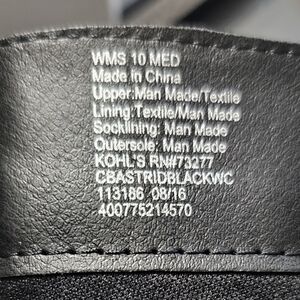 WMS 10 MED
Made in China
Upper:Man Made/Textile
Lining:Textile/Man Made
Socklining: Man Made
Outersole: Man Made
KOHL'S RN#73277
CBASTRIDBLACKWC
113186 08/16
400775214570